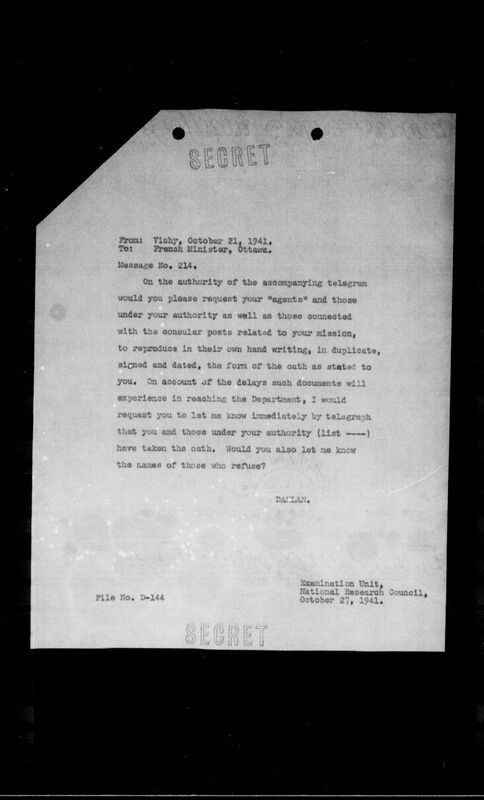 SECRET
From: Vichy, October 21, 1941.
To: French Minister, Ottawa.
Message No. 214.
On the authority of the accompanying telegram
would you please request your "agents" and those
under your authority as well as those connected
with the consular posts related to your mission,
to reproduce in their own hand writing, in duplicate,
signed and dated, the form of the oath as stated to
you. On account of the delays such documents will
experience in reaching the Department, I would
request you to let me know immediately by telegraph
that you and those under your authority (list ----)
have taken the oath. Would you also let me know
the names of those who refuse?
DARLAN.
Examination Unit,
National Research Council,
October 27, 1941.
File No. D-144
SECRET